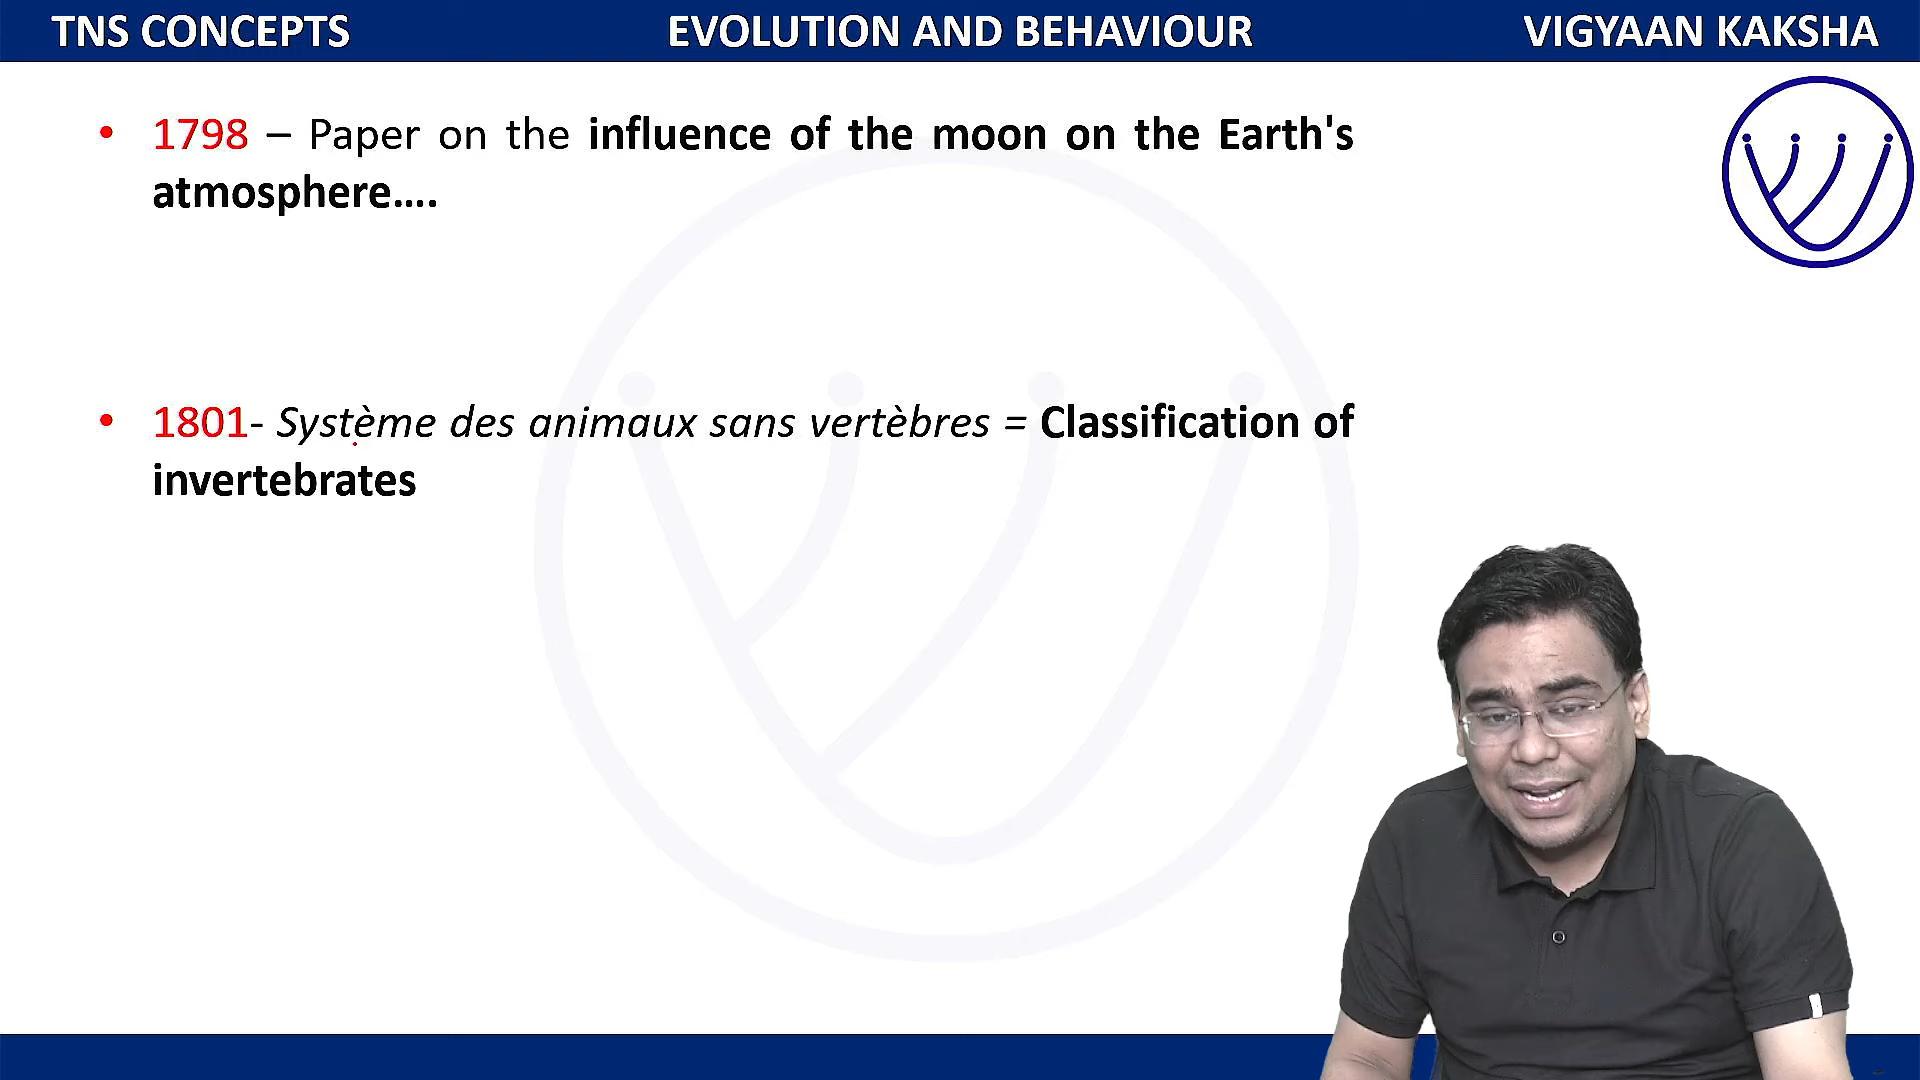 TNS CONCEPTS EVOLUTION AND BEHAVIOUR VIGYAAN KAKSHA
• 1798 – Paper on the influence of the moon on the Earth's
atmosphere....
• 1801- Système des animaux sans vertèbres = Classification of
invertebrates